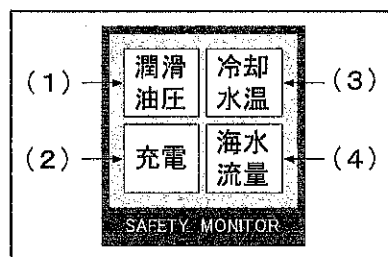 (1)
潤滑
油圧
冷却
水温
(3)
(2)
充電
海水
流量
(4)
SAFETY MONITOR